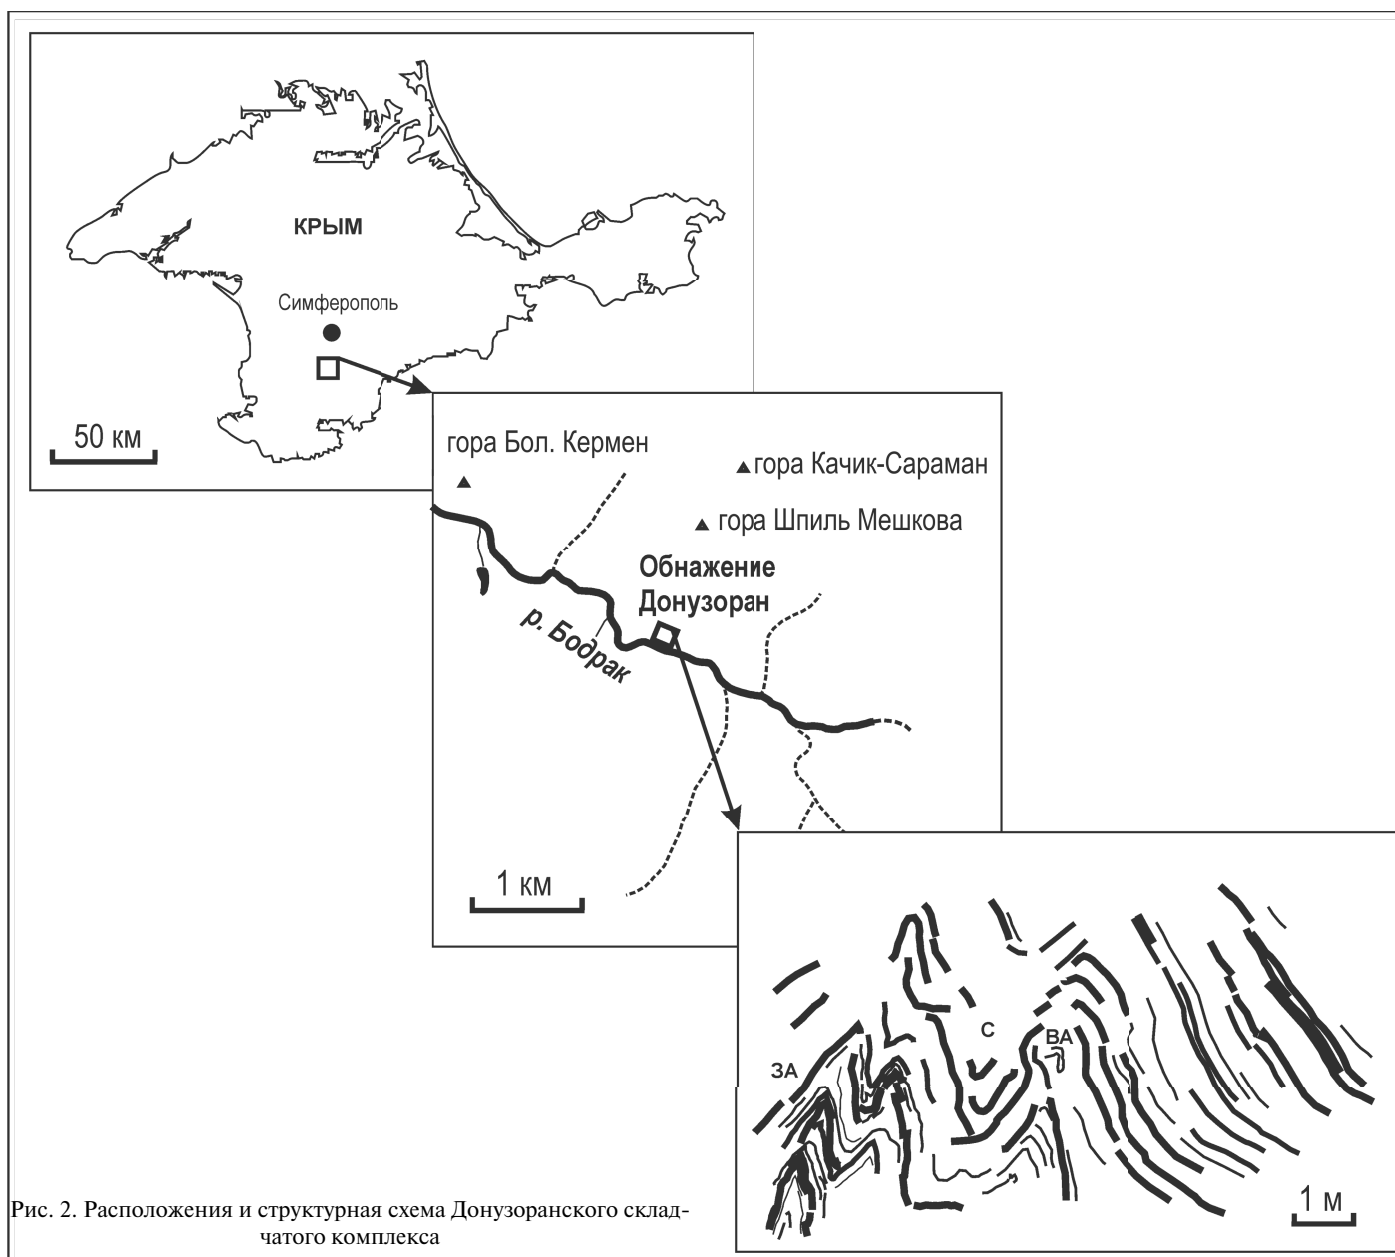 КРЫМ
Симферополь
50 км
гора Бол. Кермен
гора Качик-Сараман
гора Шпиль Мешкова
Обнажение
Донузоран
р. Бодрак
1 км
С
ВА
ЗА
1 м
Рис. 2. Расположения и структурная схема Донузоранского склад-
чатого комплекса